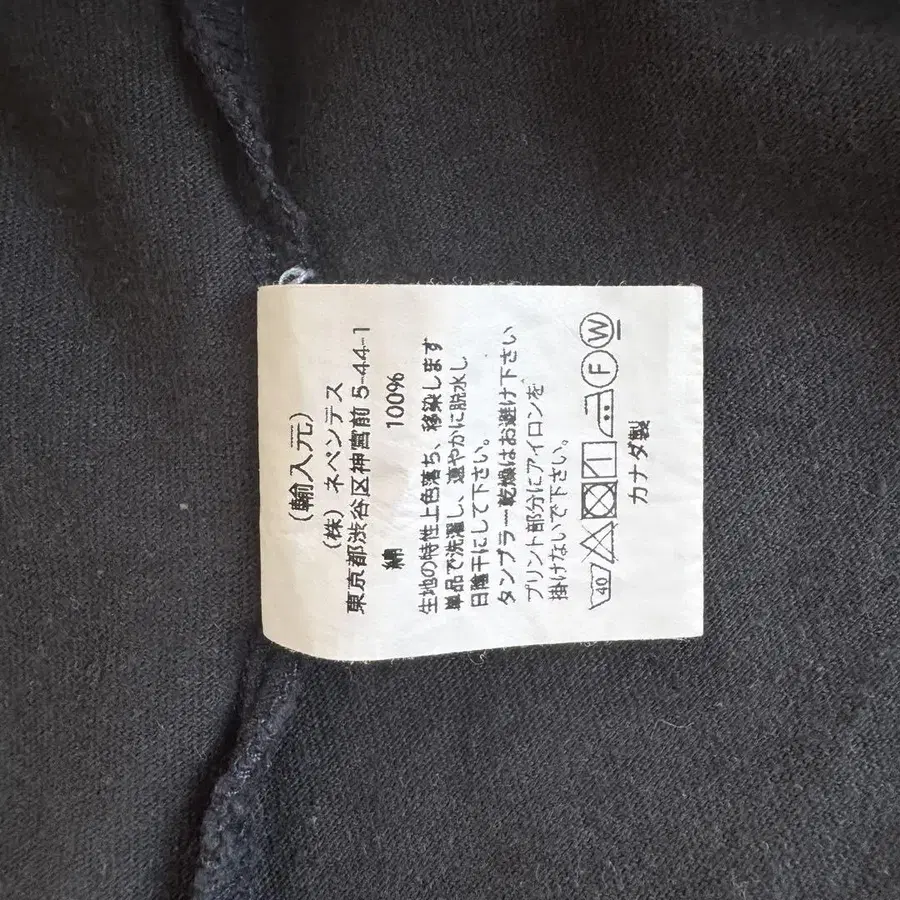 (輸入元)
(株) ネペンテス
東京都渋谷区神宮前 5-44-1
綿 100%
生地の特性上色落ち、移染します
単品で洗濯し、速やかに脱水し
日陰干にして下さい。
タンブラー乾燥はお避け下さい
プリント部分にアイロンを
掛けないで下さい。
40 F W
カナダ製